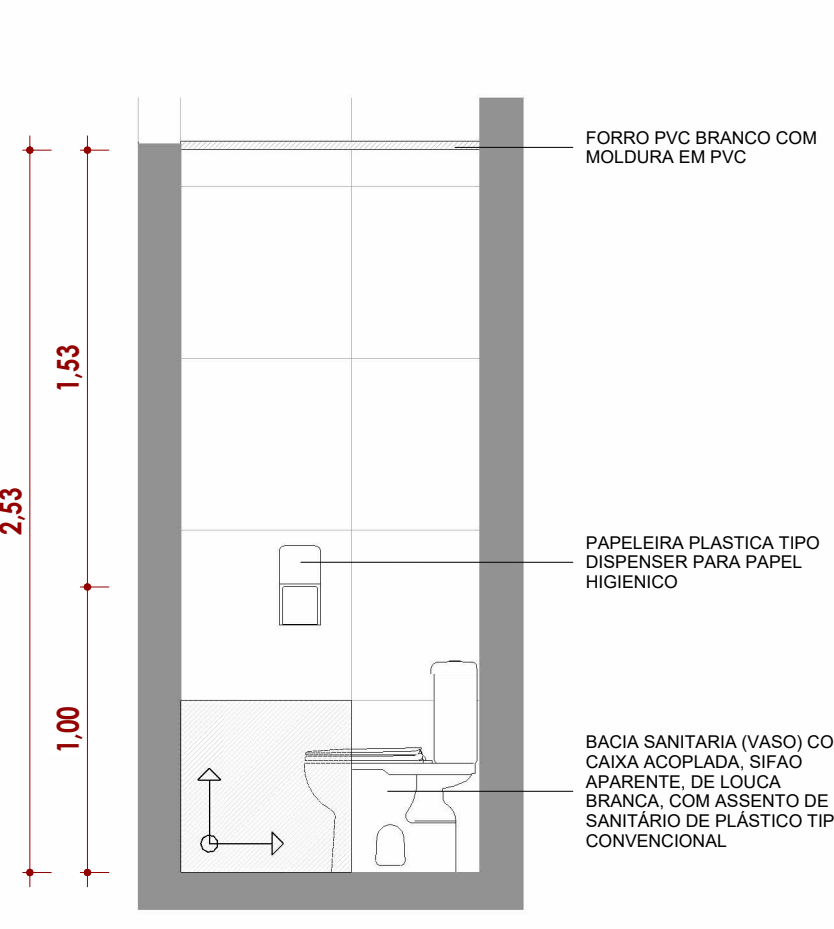 FORRO PVC BRANCO COM
MOLDURA EM PVC
1,53
2,53
PAPELEIRA PLASTICA TIPO
DISPENSER PARA PAPEL
HIGIENICO
1,00
BACIA SANITARIA (VASO) CO
CAIXA ACOPLADA, SIFAO
APARENTE, DE LOUCA
BRANCA, COM ASSENTO DE
SANITÁRIO DE PLÁSTICO TIP
CONVENCIONAL